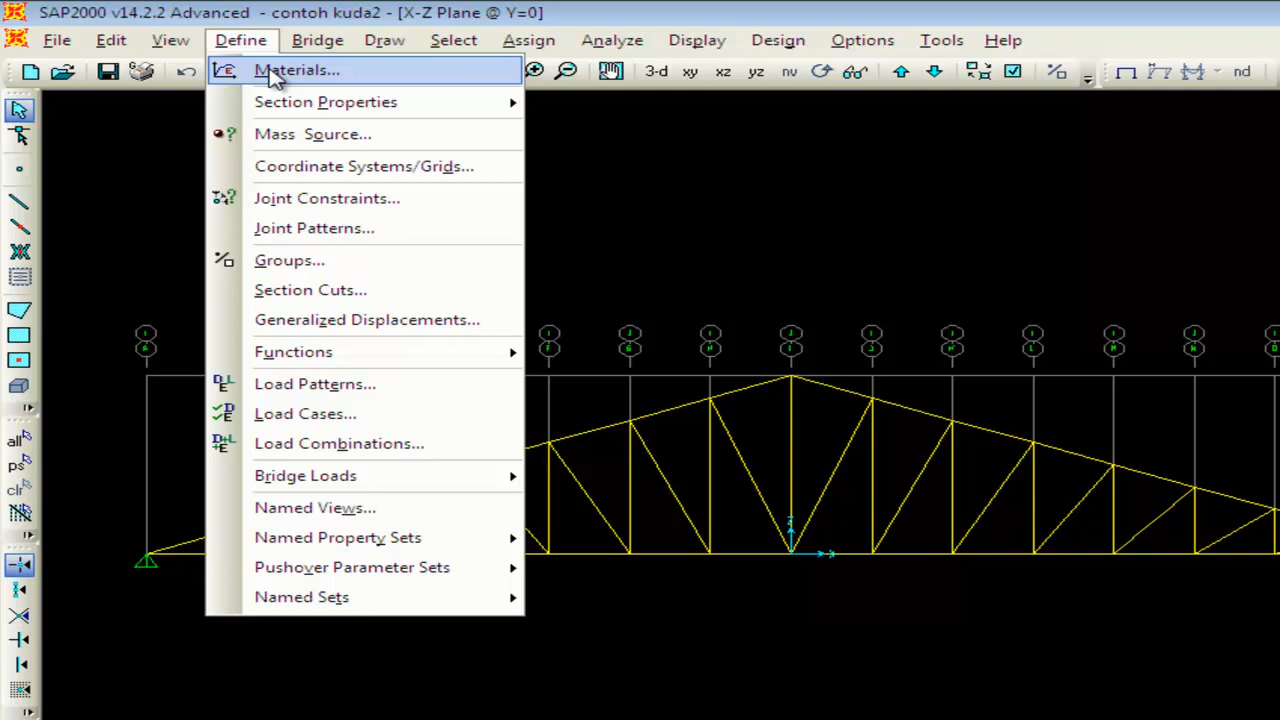 SAP2000 v14.2.2 Advanced - contoh kuda2 - [X-Z Plane @ Y=0]
File Edit View Define Bridge Draw Select Assign Analyze Display Design Options Tools Help
3-d xy xz yz nv nd
Materials...
Section Properties
Mass Source...
Coordinate Systems/Grids...
Joint Constraints...
Joint Patterns...
Groups...
Section Cuts...
Generalized Displacements...
Functions
Load Patterns...
Load Cases...
Load Combinations...
Bridge Loads
Named Views...
Named Property Sets
Pushover Parameter Sets
Named Sets
all
ps
clr
Z
X